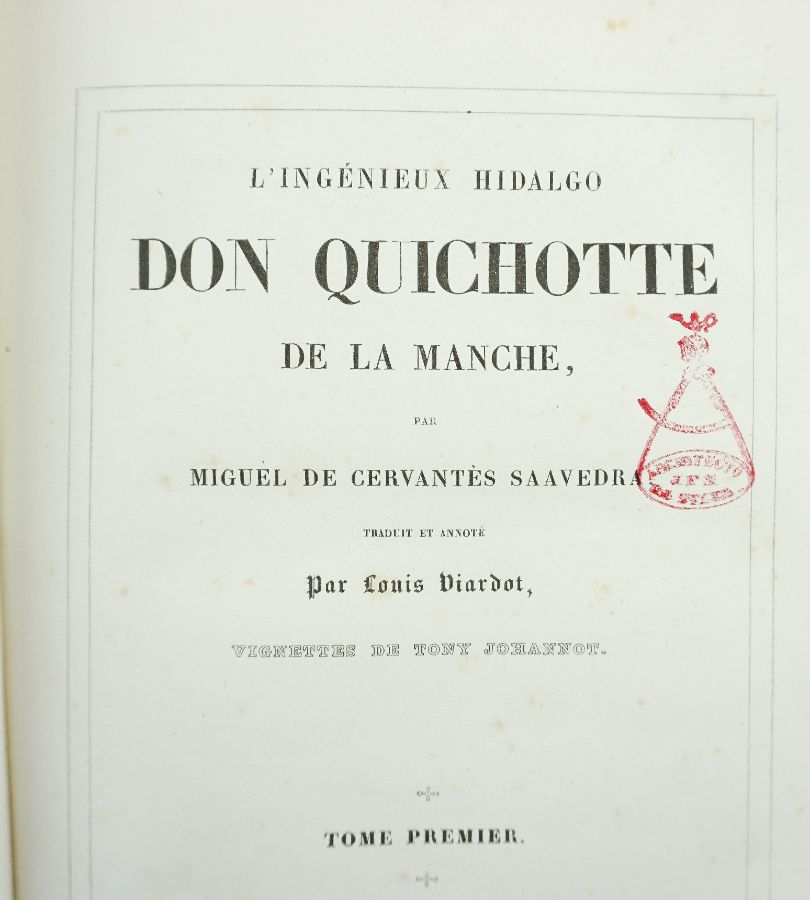 L'INGÉNIEUX HIDALGO
DON QUICHOTTE
DE LA MANCHE,
PAR
MIGUEL DE CERVANTÈS SAAVEDRA
TRADUIT ET ANNOTÉ
Par Louis Viardot,
VIGNETTES DE TONY JOHANNOT.
TOME PREMIER.
ARCHITECTO